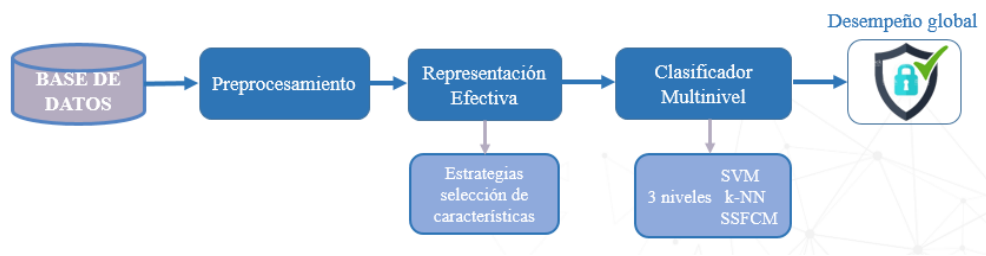 Desempeño global
BASE DE
DATOS
Preprocesamiento
Representación
Efectiva
Clasificador
Multinivel
Estrategias
selección de
características
3 niveles
SVM
k-NN
SSFCM